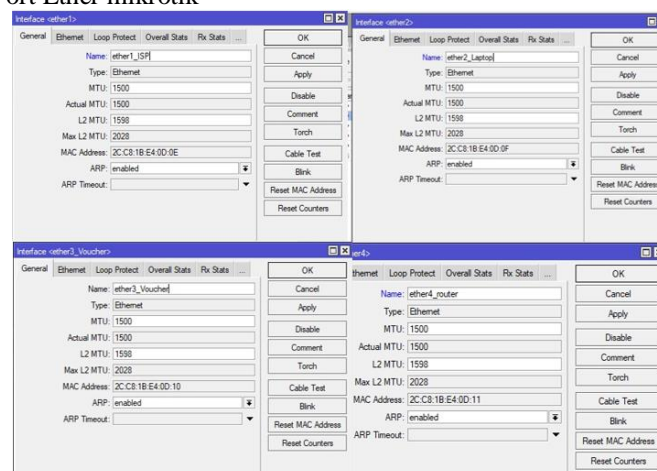 ort Ether mikrotik
Interface <ether1>
General Ethernet Loop Protect Overall Stats Rx Stats ...
Name: ether1_ISP
Type: Ethernet
MTU: 1500
Actual MTU: 1500
L2 MTU: 1598
Max L2 MTU: 2028
MAC Address: 2C:C8:1B:E4:0D:0E
ARP: enabled
ARP Timeout:
OK
Cancel
Apply
Disable
Comment
Torch
Cable Test
Blink
Reset MAC Address
Reset Counters
Interface <ether2>
General Ethernet Loop Protect Overall Stats Rx Stats ...
Name: ether2_Laptop
Type: Ethernet
MTU: 1500
Actual MTU: 1500
L2 MTU: 1598
Max L2 MTU: 2028
MAC Address: 2C:C8:1B:E4:0D:0F
ARP: enabled
ARP Timeout:
OK
Cancel
Apply
Disable
Comment
Torch
Cable Test
Blink
Reset MAC Address
Reset Counters
Interface <ether3_Voucher>
General Ethernet Loop Protect Overall Stats Rx Stats ...
Name: ether3_Voucher
Type: Ethernet
MTU: 1500
Actual MTU: 1500
L2 MTU: 1598
Max L2 MTU: 2028
MAC Address: 2C:C8:1B:E4:0D:10
ARP: enabled
ARP Timeout:
OK
Cancel
Apply
Disable
Comment
Torch
Cable Test
Blink
Reset MAC Address
Reset Counters
er4>
thernet Loop Protect Overall Stats Rx Stats ...
Name: ether4_router
Type: Ethernet
MTU: 1500
Actual MTU: 1500
L2 MTU: 1598
Max L2 MTU: 2028
MAC Address: 2C:C8:1B:E4:0D:11
ARP: enabled
ARP Timeout:
OK
Cancel
Apply
Disable
Comment
Torch
Cable Test
Blink
Reset MAC Address
Reset Counters